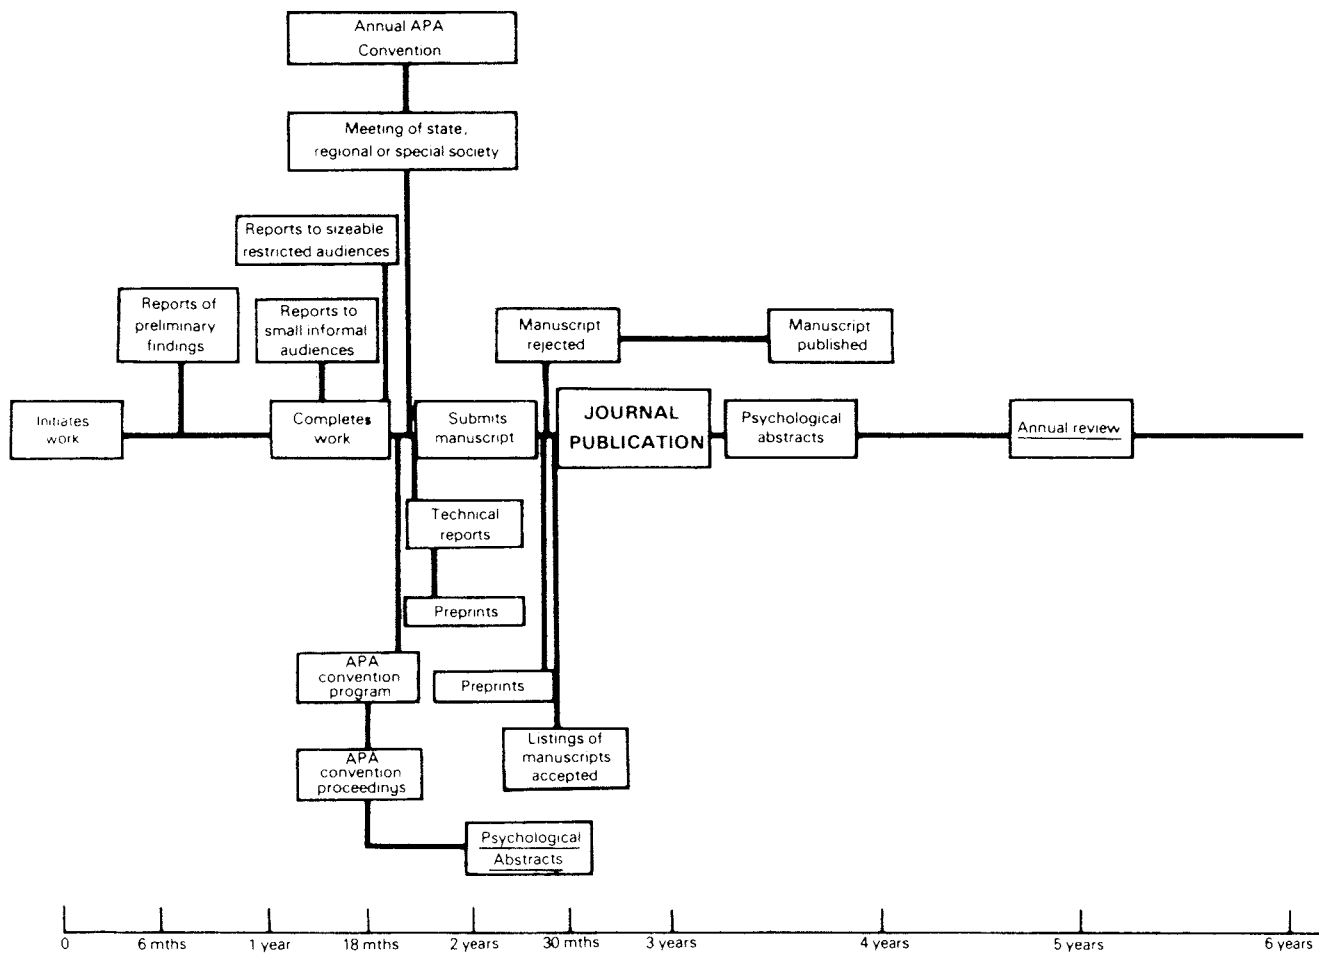 Annual APA
Convention
Meeting of state,
regional or special society
Reports to sizeable
restricted audiences
Reports of
preliminary
findings
Reports to
small informal
audiences
Manuscript
rejected
Manuscript
published
Initiates
work
Completes
work
Submits
manuscript
JOURNAL
PUBLICATION
Psychological
abstracts
Annual review
Technical
reports
Preprints
APA
convention
program
Preprints
Listings of
manuscripts
accepted
APA
convention
proceedings
Psychological
Abstracts
0
6 mths
1 year
18 mths
2 years
30 mths
3 years
4 years
5 years
6 years